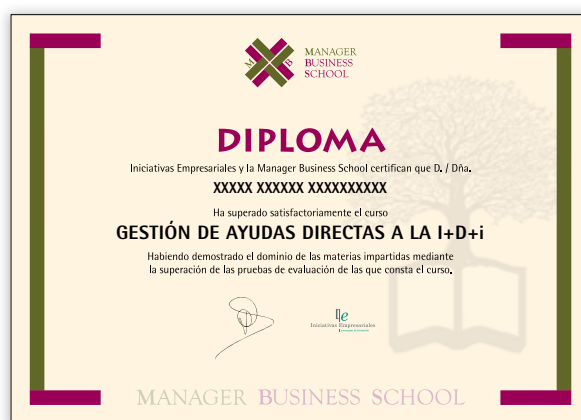 M B
MANAGER
BUSINESS
SCHOOL
DIPLOMA
Iniciativas Empresariales y la Manager Business School certifican que D. / Dña.
XXXXX XXXXXX XXXXXXXXXX
Ha superado satisfactoriamente el curso
GESTIÓN DE AYUDAS DIRECTAS A LA I+D+i
Habiendo demostrado el dominio de las materias impartidas mediante
la superación de las pruebas de evaluación de las que consta el curso.
Iniciativas Empresariales
MANAGER BUSINESS SCHOOL